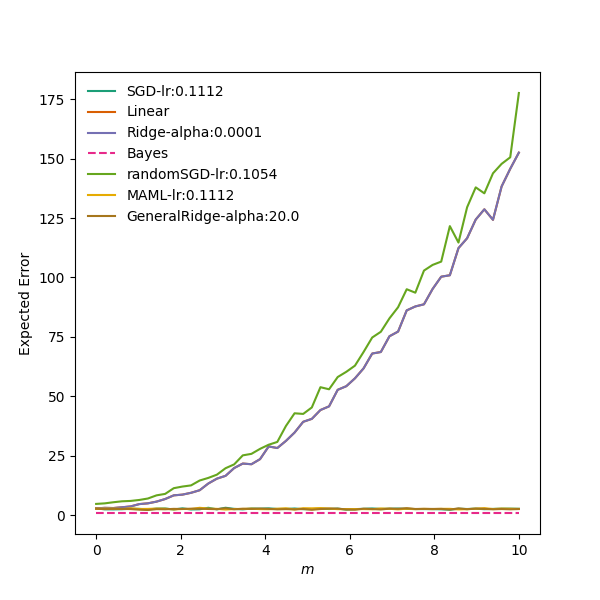 SGD-lr:0.1112
Linear
Ridge-alpha:0.0001
Bayes
randomSGD-lr:0.1054
MAML-lr:0.1112
GeneralRidge-alpha:20.0
175
150
125
100
75
50
25
0
Expected Error
0 2 4 6 8 10
m